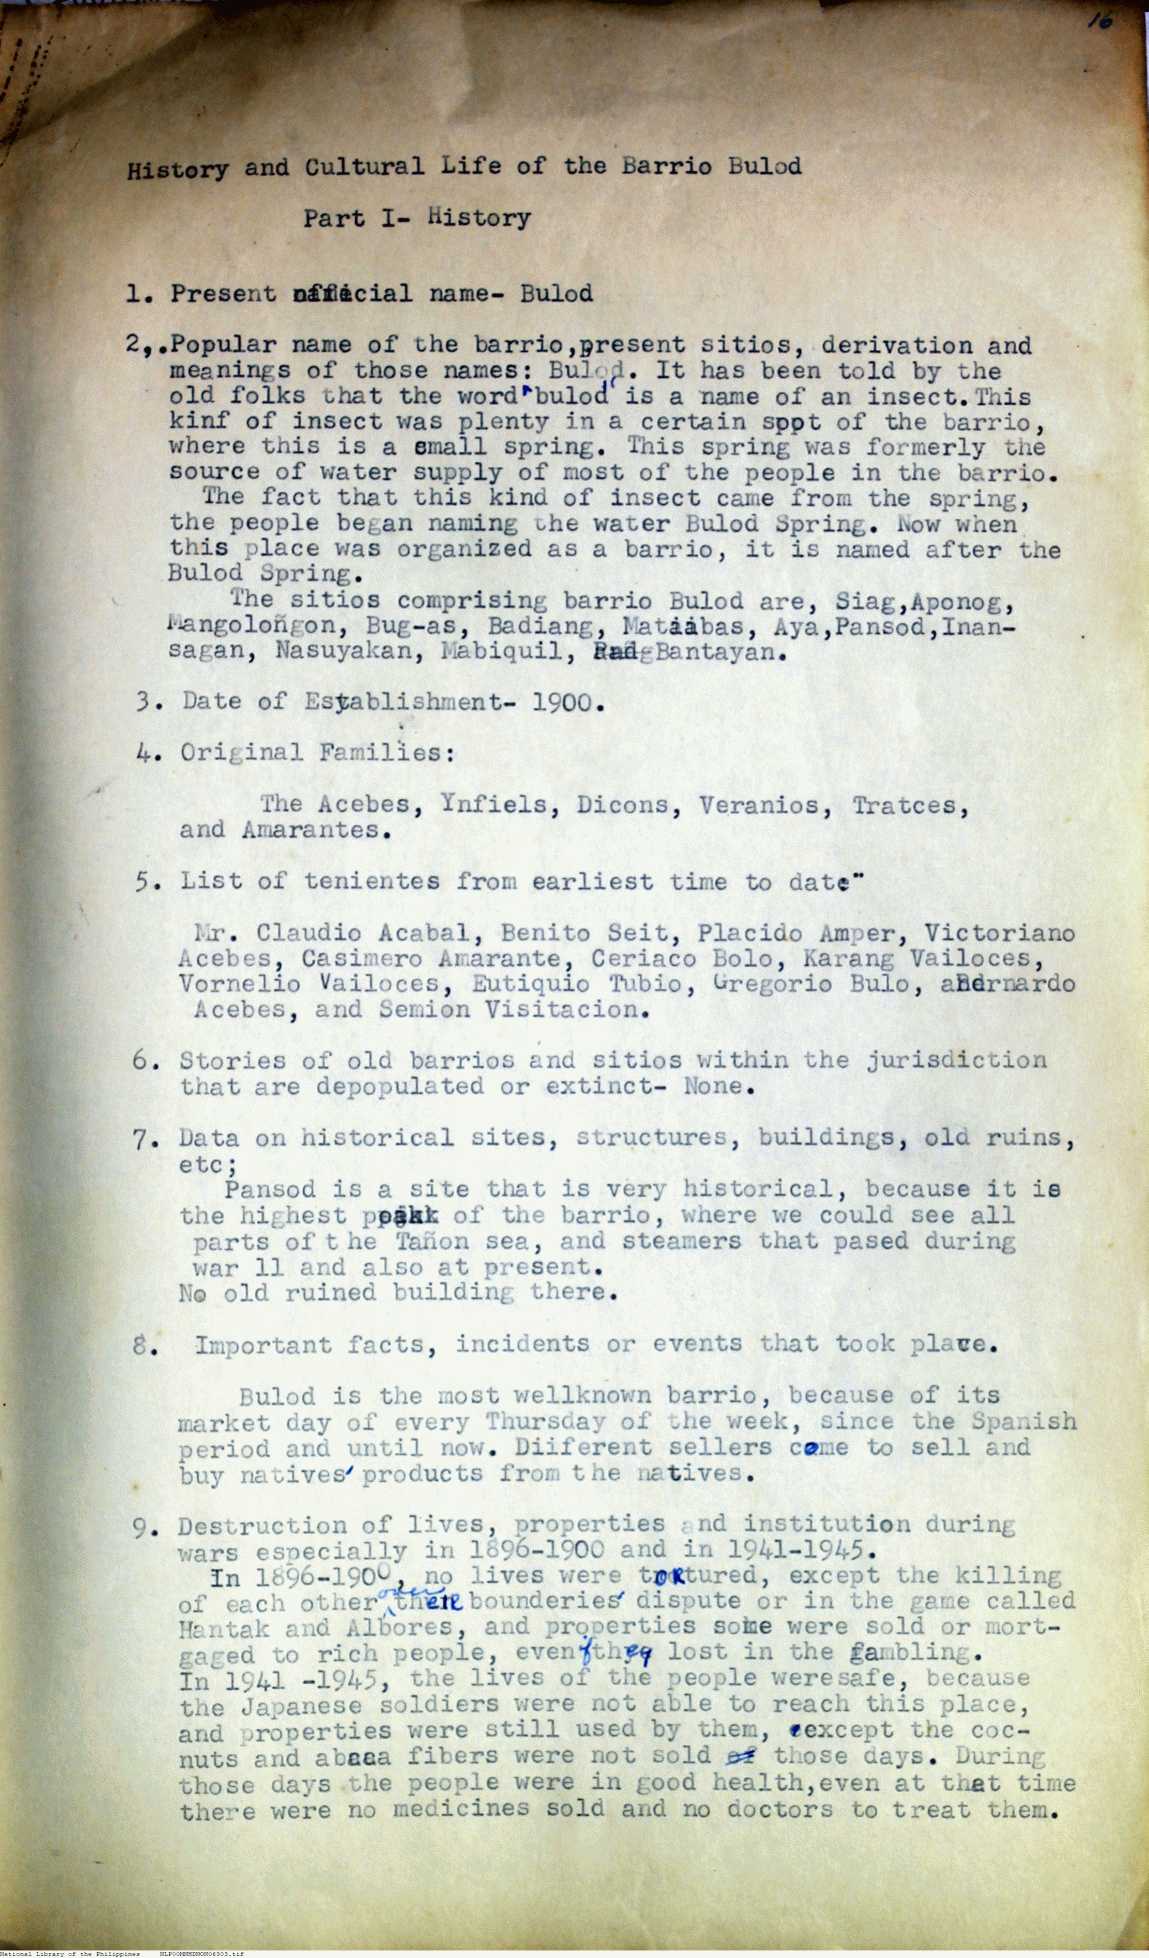 16
History and Cultural Life of the Barrio Bulod
Part I- History
1. Present official name- Bulod
2,.Popular name of the barrio,present sitios, derivation and
meanings of those names: Bulod. It has been told by the
old folks that the word 'bulod' is a name of an insect.This
kinf of insect was plenty in a certain sppt of the barrio,
where this is a small spring. This spring was formerly the
source of water supply of most of the people in the barrio.
The fact that this kind of insect came from the spring,
the people began naming the water Bulod Spring. Now when
this place was organized as a barrio, it is named after the
Bulod Spring.
The sitios comprising barrio Bulod are, Siag,Aponog,
Mangoloñgon, Bug-as, Badiang, Matiabas, Aya,Pansod,Inan-
sagan, Nasuyakan, Mabiquil, Bantayan.
3. Date of Establishment- 1900.
4. Original Families:
The Acebes, Ynfiels, Dicons, Veranios, Tratces,
and Amarantes.
5. List of tenientes from earliest time to date"
Mr. Claudio Acabal, Benito Seit, Placido Amper, Victoriano
Acebes, Casimero Amarante, Ceriaco Bolo, Karang Vailoces,
Vornelio Vailoces, Eutiquio Tubio, Gregorio Bulo, Bernardo
Acebes, and Semion Visitacion.
6. Stories of old barrios and sitios within the jurisdiction
that are depopulated or extinct- None.
7. Data on historical sites, structures, buildings, old ruins,
etc;
Pansod is a site that is very historical, because it is
the highest peak of the barrio, where we could see all
parts of t he Tañon sea, and steamers that pased during
war ll and also at present.
No old ruined building there.
8. Important facts, incidents or events that took place.
Bulod is the most wellknown barrio, because of its
market day of every Thursday of the week, since the Spanish
period and until now. Diiferent sellers come to sell and
buy natives' products from t he natives.
9. Destruction of lives, properties and institution during
wars especially in 1896-1900 and in 1941-1945.
In 1896-1900, no lives were tortured, except the killing
of each other over their bounderies' dispute or in the game called
Hantak and Albores, and properties some were sold or mort-
gaged to rich people, even if they lost in the gambling.
In 1941 -1945, the lives of the people weresafe, because
the Japanese soldiers were not able to reach this place,
and properties were still used by them, except the coc-
nuts and abaca fibers were not sold those days. During
those days the people were in good health,even at that time
there were no medicines sold and no doctors to treat them.
National Library of the Philippines